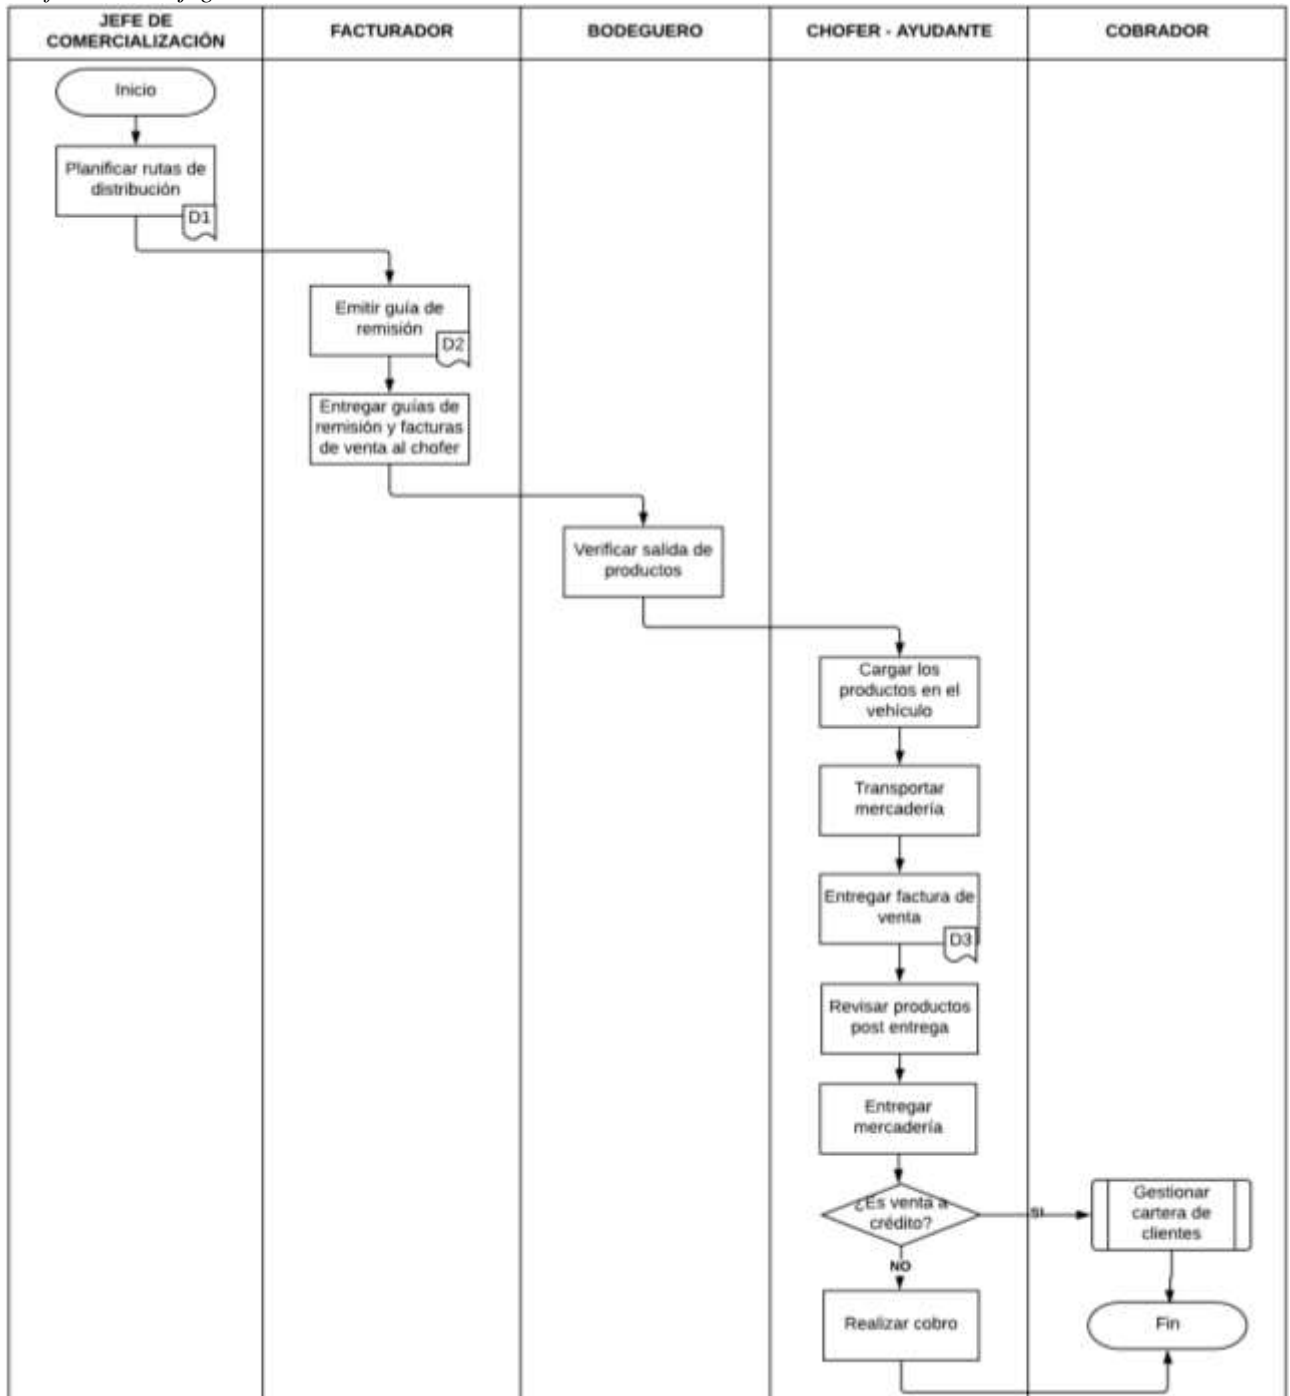 JEFE DE
COMERCIALIZACIÓN
FACTURADOR
BODEGUERO
CHOFER - AYUDANTE
COBRADOR
Inicio
Planificar rutas de
distribución
D1
Emitir guía de
remisión
D2
Entregar guías de
remisión y facturas
de venta al chofer
Verificar salida de
productos
Cargar los
productos en el
vehículo
Transportar
mercadería
Entregar factura de
venta
D3
Revisar productos
post entrega
Entregar
mercadería
¿Es venta a
crédito?
SI
Gestionar
cartera de
clientes
NO
Realizar cobro
Fin